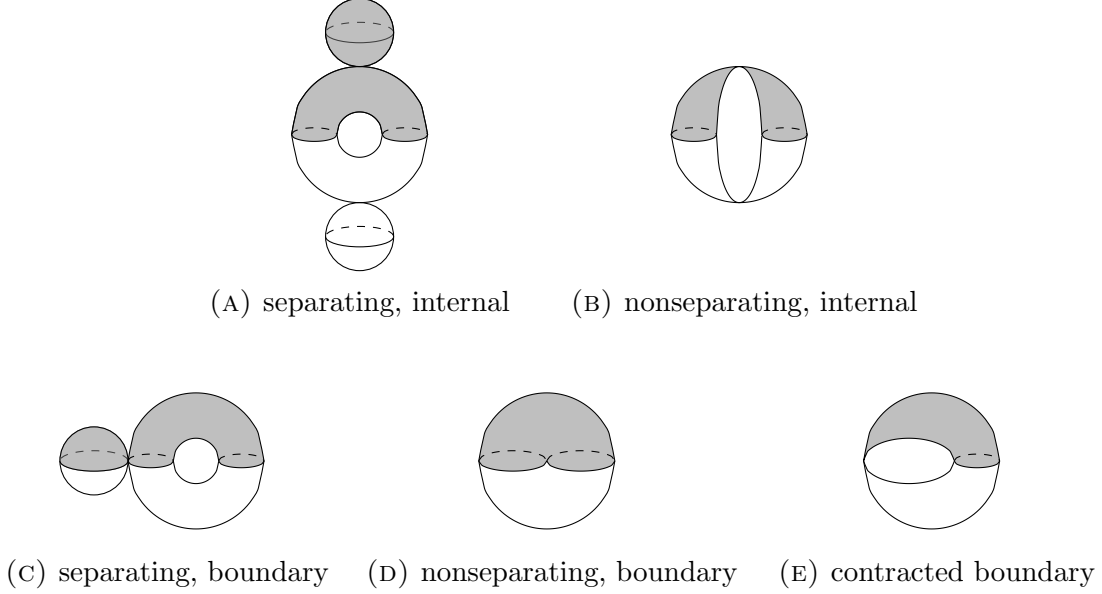 (A) separating, internal
(B) nonseparating, internal
(C) separating, boundary
(D) nonseparating, boundary
(E) contracted boundary